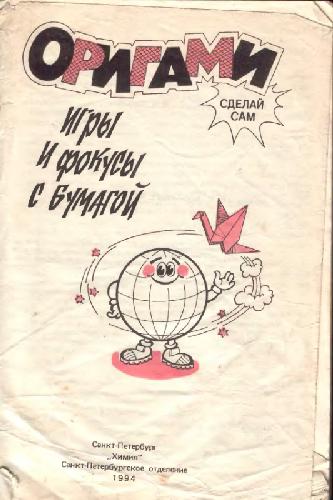 ОРИГАМИ
СДЕЛАЙ
САМ
ИГРЫ
И ФОКУСЫ
С БУМАГОЙ
Санкт-Петербург
„Химия"
Санкт-Петербургское отделение
1994